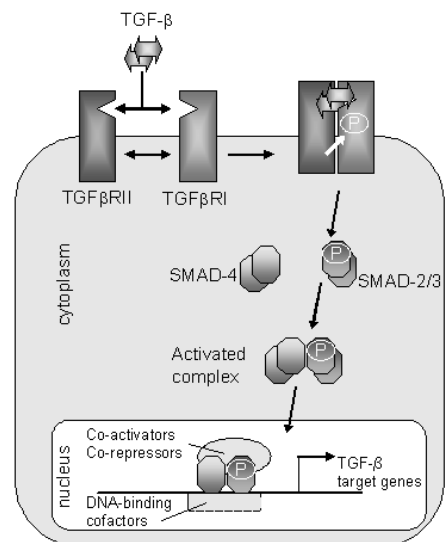 TGF-β
P
TGFβRII
TGFβRI
cytoplasm
SMAD-4
P
SMAD-2/3
Activated
complex
P
nucleus
Co-activators
Co-repressors
P
TGF-β
target genes
DNA-binding
cofactors